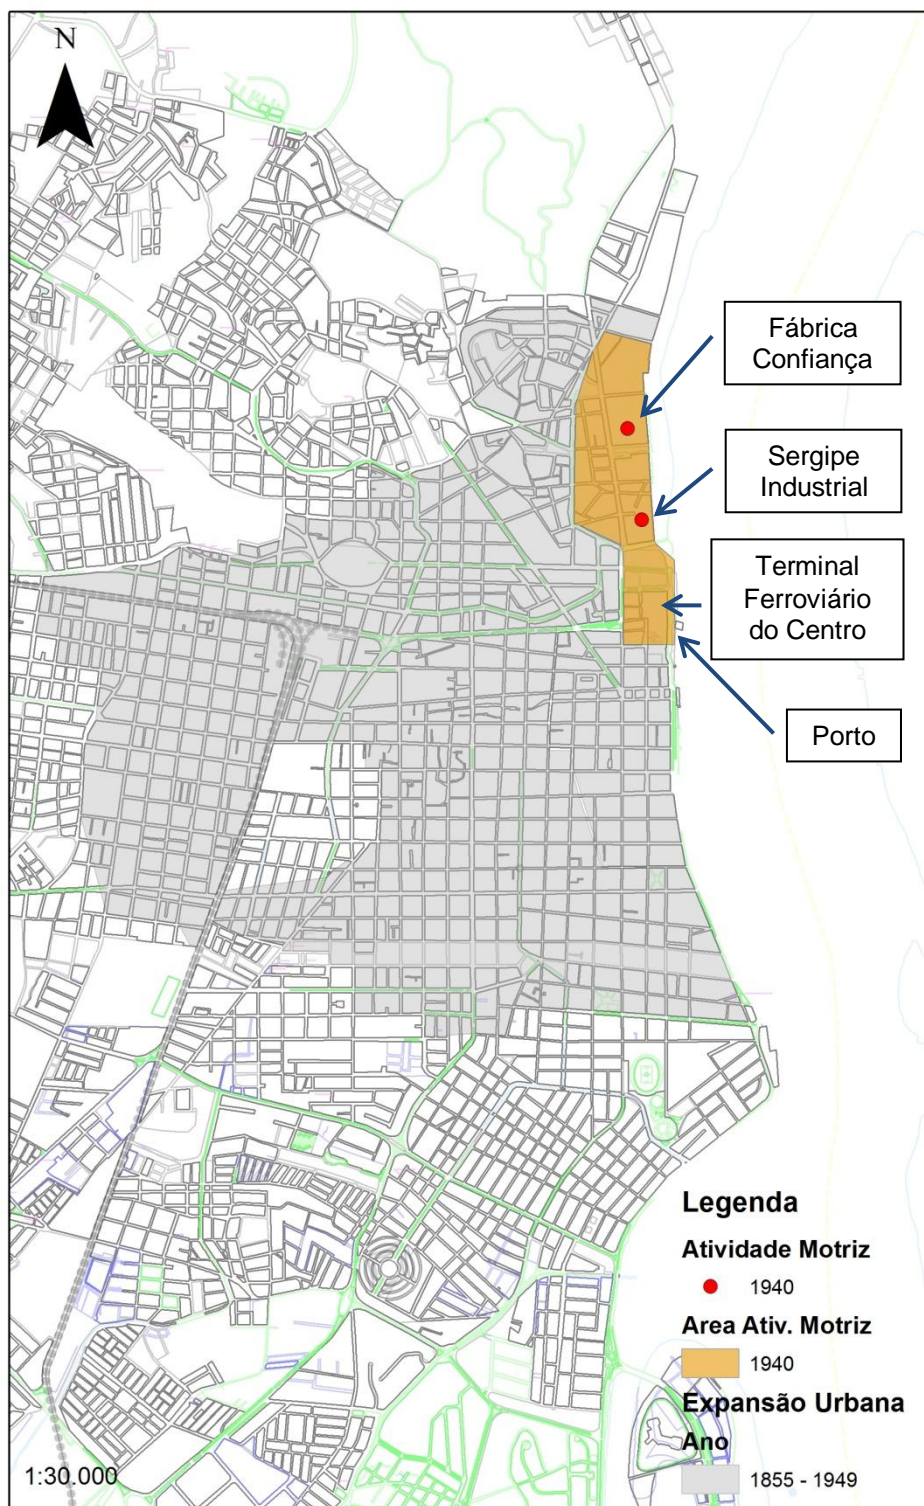 N
Fábrica
Confiança
Sergipe
Industrial
Terminal
Ferroviário
do Centro
Porto
Legenda
Atividade Motriz
1940
Area Ativ. Motriz
1940
Expansão Urbana
Ano
1855 - 1949
1:30.000